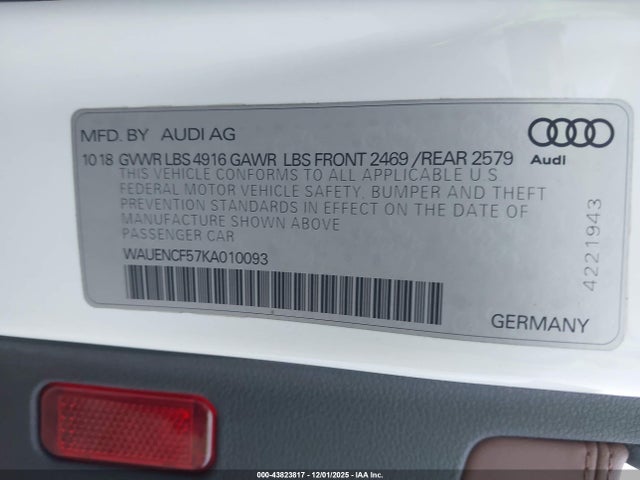 MFD. BY AUDI AG
10 18 GVWR LBS 4916 GAWR LBS FRONT 2469 /REAR 2579
THIS VEHICLE CONFORMS TO ALL APPLICABLE U S
FEDERAL MOTOR VEHICLE SAFETY, BUMPER AND THEFT
PREVENTION STANDARDS IN EFFECT ON THE DATE OF
MANUFACTURE SHOWN ABOVE
PASSENGER CAR
WAUENCF57KA010093
Audi
4221943
GERMANY
000-43823817 - 12/01/2025 - IAA Inc.